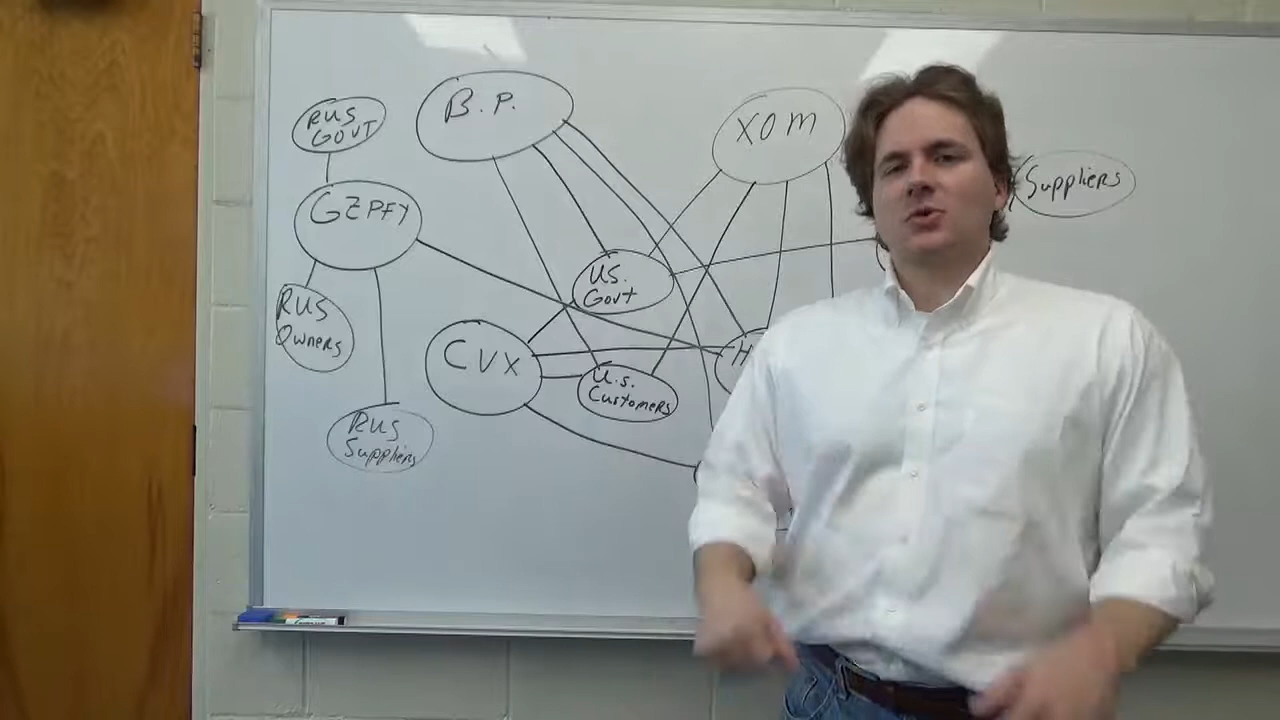 RUS
GOVT
B.P.
XOM
Suppliers
GZPFY
U.S.
Govt
RUS
Owners
CVX
H
U.S.
Customers
RUS
Suppliers